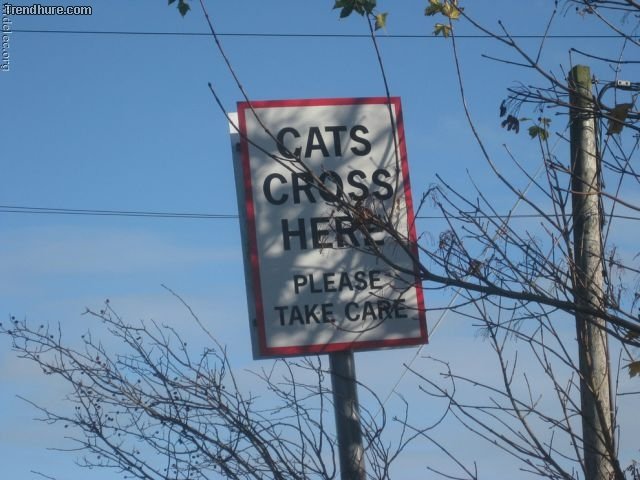 Trendhure.com
CATS
CROSS
HERE
PLEASE
TAKE CARE